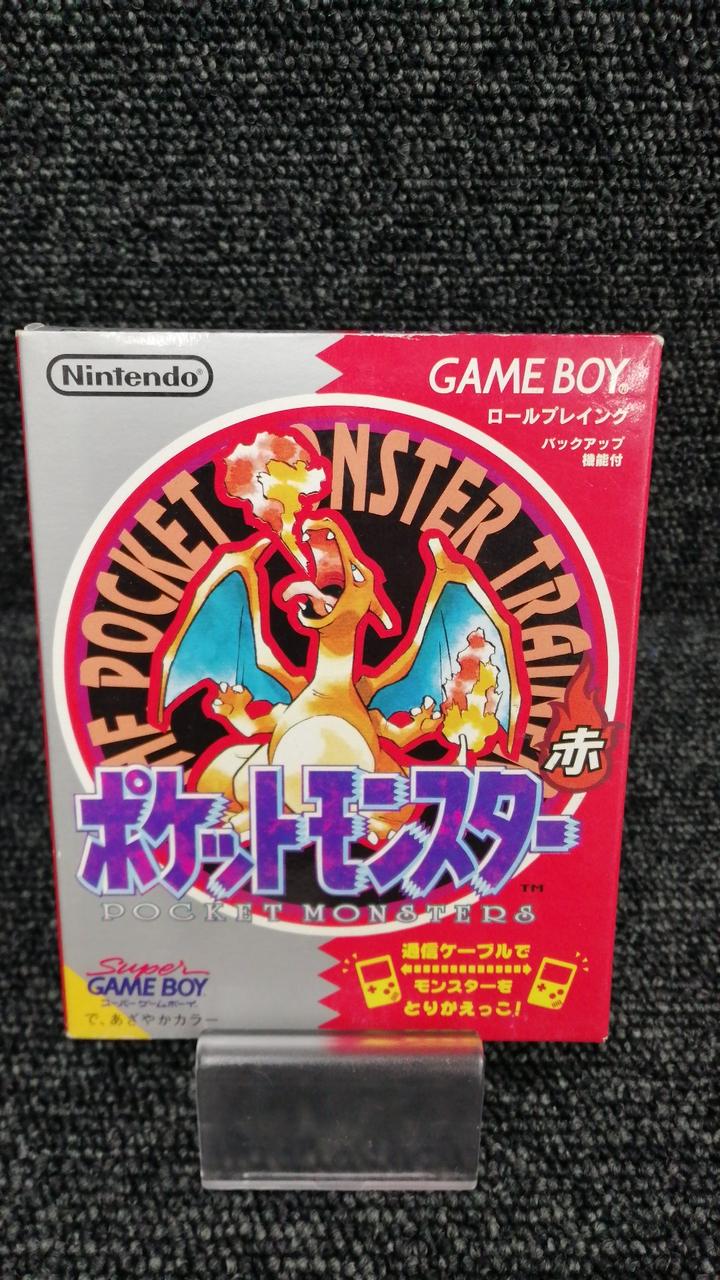 Nintendo®
GAME BOY®
ロールプレイング
バックアップ
機能付
POCKET MONSTER TRAINER
赤
ポケットモンスター
TM
POCKET MONSTERS
Super
GAME BOY
スーパーゲームボーイ
で、あざやかカラー
通信ケーブルで
モンスターを
とりかえっこ!